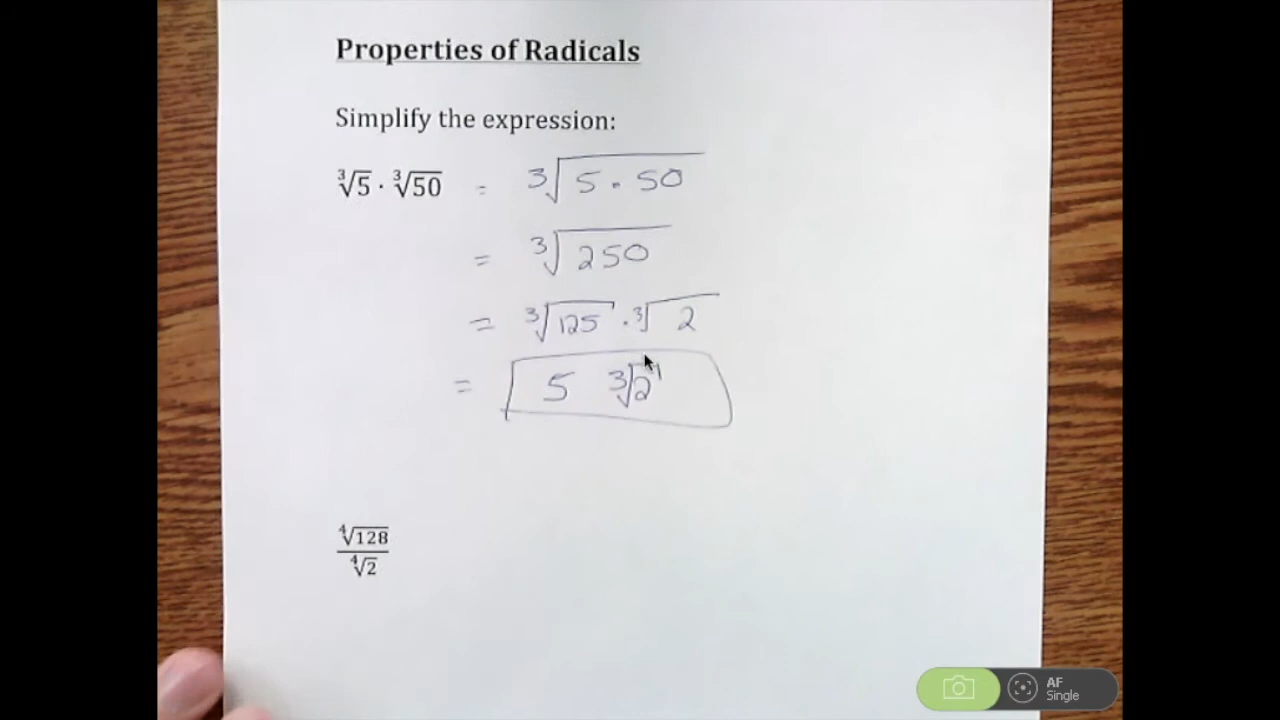 Properties of Radicals
Simplify the expression:
∛5 · ∛50 = ∛5 · 50
= ∛250
= ∛125 · ∛2
= 5 ∛2
∜128
∜2
AF
Single